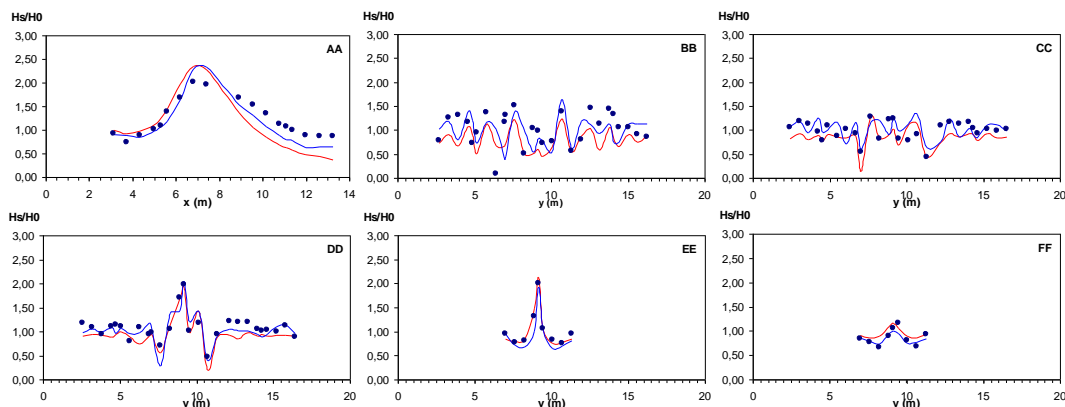 Hs/H0 Hs/H0 Hs/H0
3,00 3,00 3,00
AA BB CC
2,50 2,50 2,50
2,00 2,00 2,00
1,50 1,50 1,50
1,00 1,00 1,00
0,50 0,50 0,50
0,00 0,00 0,00
0 2 4 6 8 10 12 14 0 5 10 15 20 0 5 10 15 20
x (m) y (m) y (m)
Hs/H0 Hs/H0 Hs/H0
3,00 3,00 3,00
DD EE FF
2,50 2,50 2,50
2,00 2,00 2,00
1,50 1,50 1,50
1,00 1,00 1,00
0,50 0,50 0,50
0,00 0,00 0,00
0 5 10 15 20 0 5 10 15 20 0 5 10 15 20
y (m) y (m) y (m)